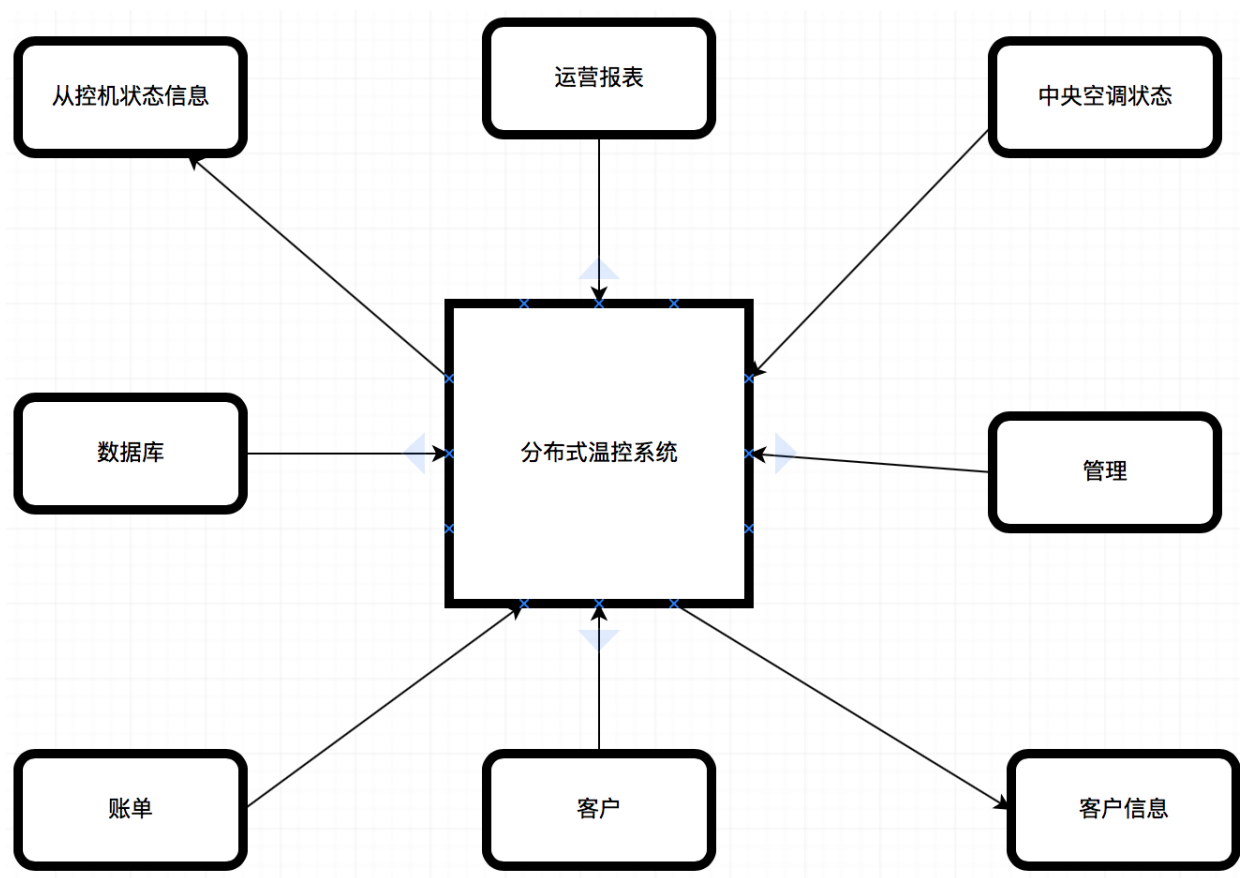 运营报表
从控机状态信息
中央空调状态
数据库
分布式温控系统
管理
账单
客户
客户信息